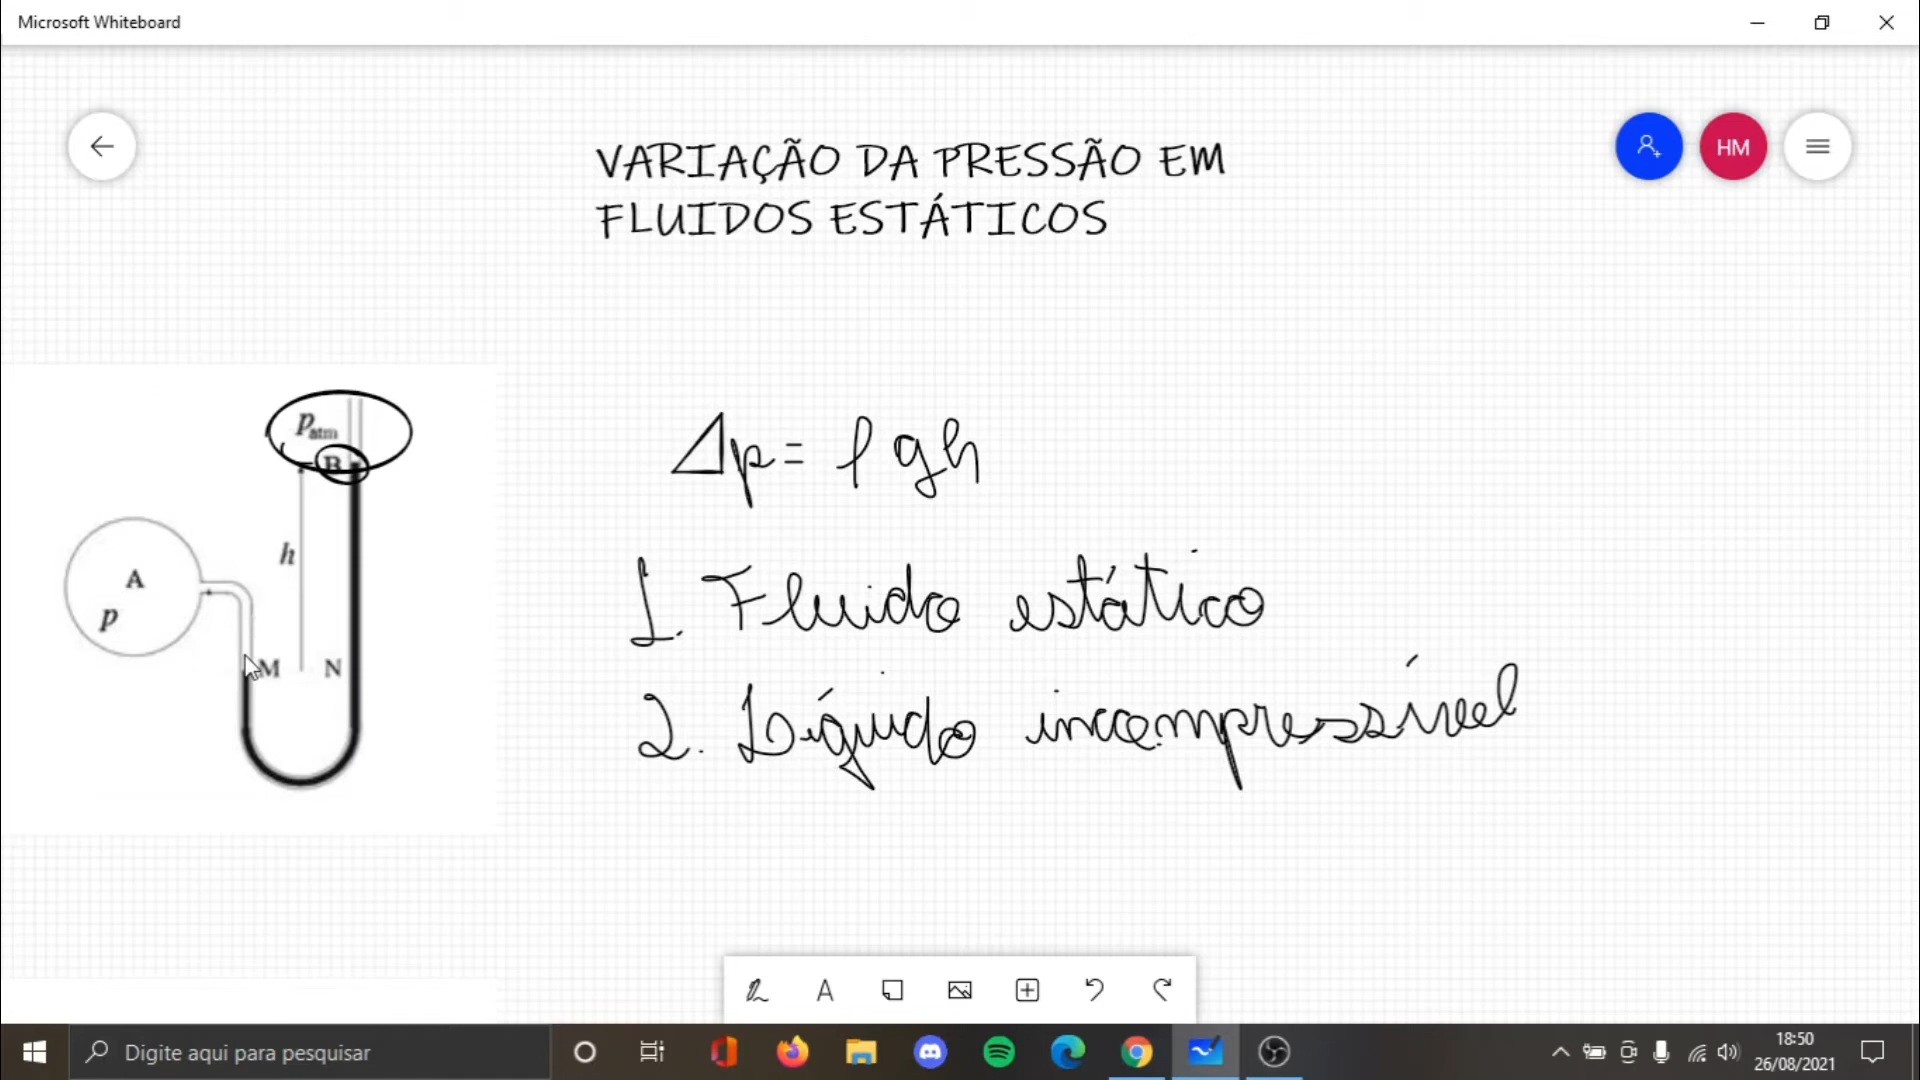 Microsoft Whiteboard
HM
VARIAÇÃO DA PRESSÃO EM
FLUIDOS ESTÁTICOS
Patm
B
h
A
p
M N
Δp = ρgh
1. Fluido estático
2. Líquido incompressível
A
Digite aqui para pesquisar
18:50
26/08/2021